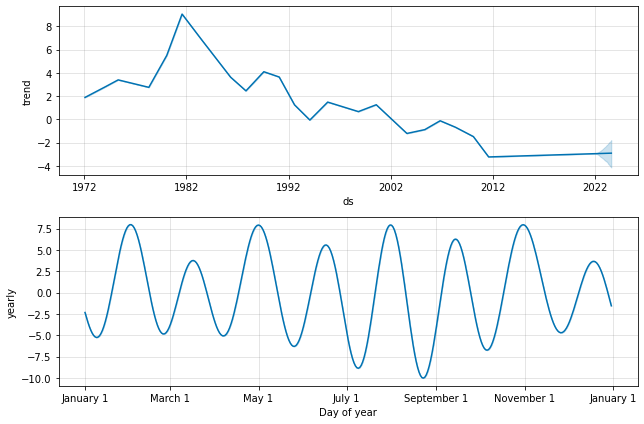 8
6
4
2
0
−2
−4
trend
1972
1982
1992
2002
2012
2022
ds
7.5
5.0
2.5
0.0
−2.5
−5.0
−7.5
−10.0
yearly
January 1
March 1
May 1
July 1
September 1
November 1
January 1
Day of year